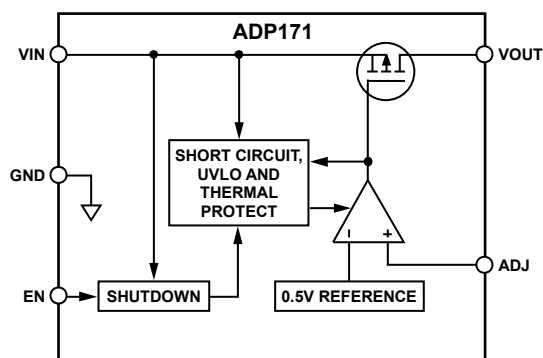 ADP171
VIN
VOUT
SHORT CIRCUIT,
UVLO AND
THERMAL
PROTECT
GND
– +
ADJ
EN
SHUTDOWN
0.5V REFERENCE